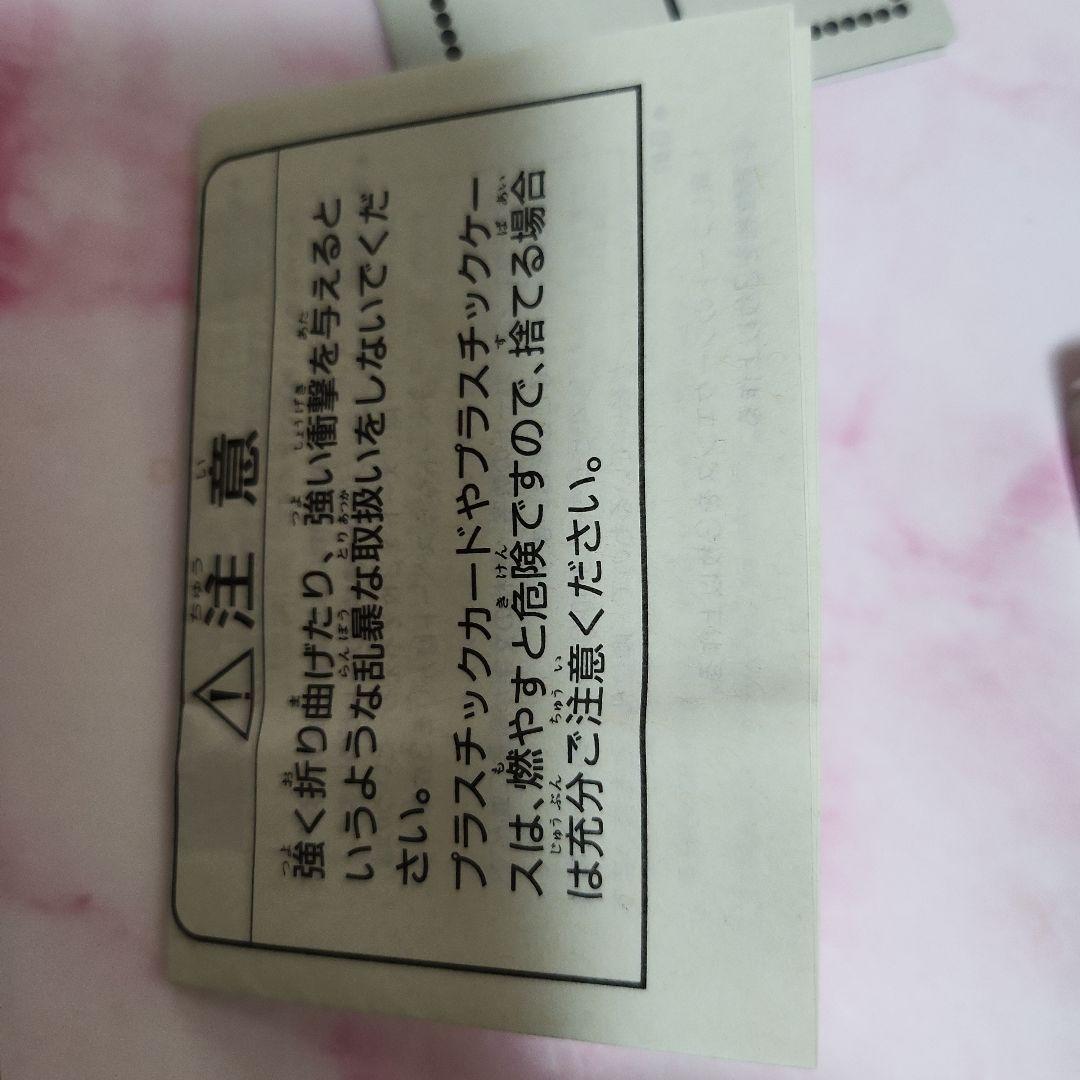 ⚠ 注意
強く折り曲げたり、強い衝撃を与えると
いうような乱暴な取扱いをしないでくだ
さい。
プラスチックカードやプラスチックケー
スは、燃やすと危険ですので、捨てる場合
は充分ご注意ください。